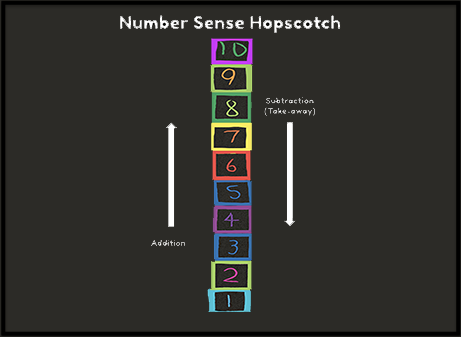 Number Sense Hopscotch
10
9
8
Subtraction
(Take-away)
7
6
5
4
Addition
3
2
1